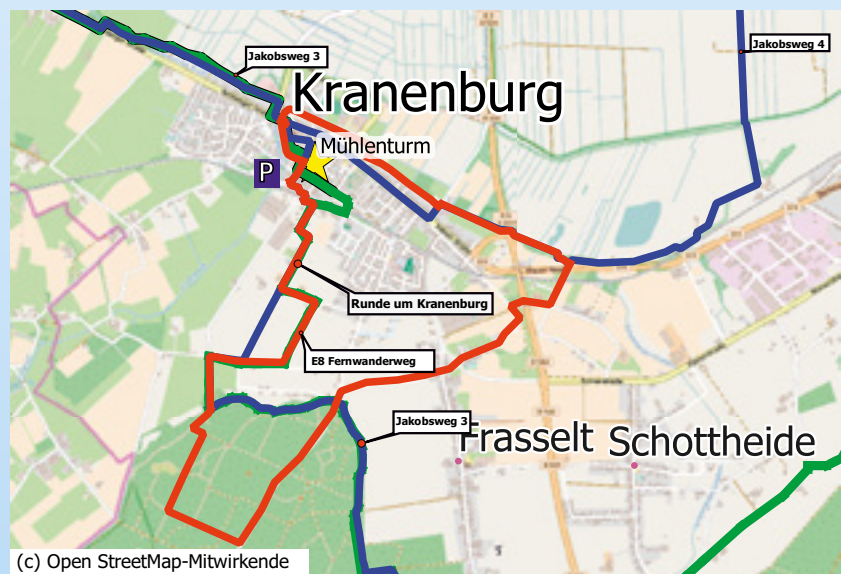 Jakobsweg 3
Jakobsweg 4
Kranenburg
Mühlenturm
P
Runde um Kranenburg
E8 Fernwanderweg
Jakobsweg 3
Frasselt
Schottheide
(c) Open StreetMap-Mitwirkende